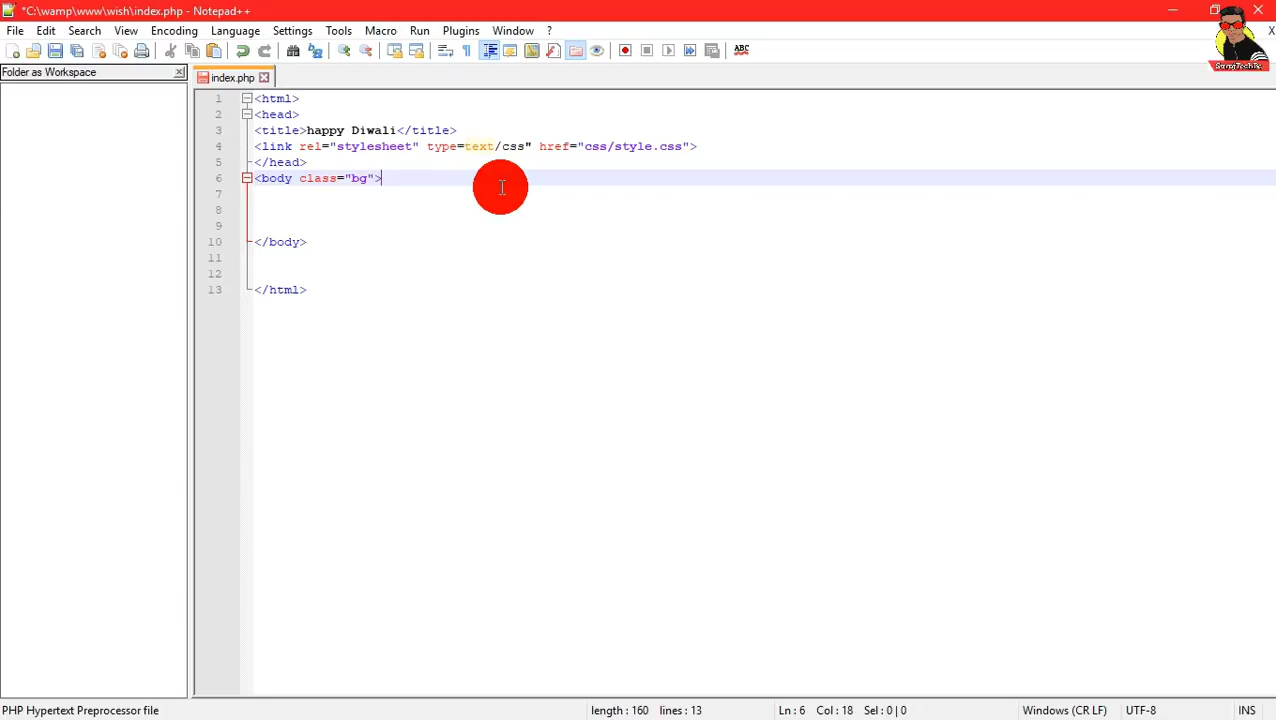 *C:\wamp\www\wish\index.php - Notepad++
File Edit Search View Encoding Language Settings Tools Macro Run Plugins Window ? X
ABC
Folder as Workspace
index.php
1 <html>
2 <head>
3 <title>happy Diwali</title>
4 <link rel="stylesheet" type=text/css" href="css/style.css">
5 </head>
6 <body class="bg">
7
8
9
10 </body>
11
12
13 </html>
PHP Hypertext Preprocessor file length : 160 lines : 13 Ln : 6 Col : 18 Sel : 0 | 0 Windows (CR LF) UTF-8 INS